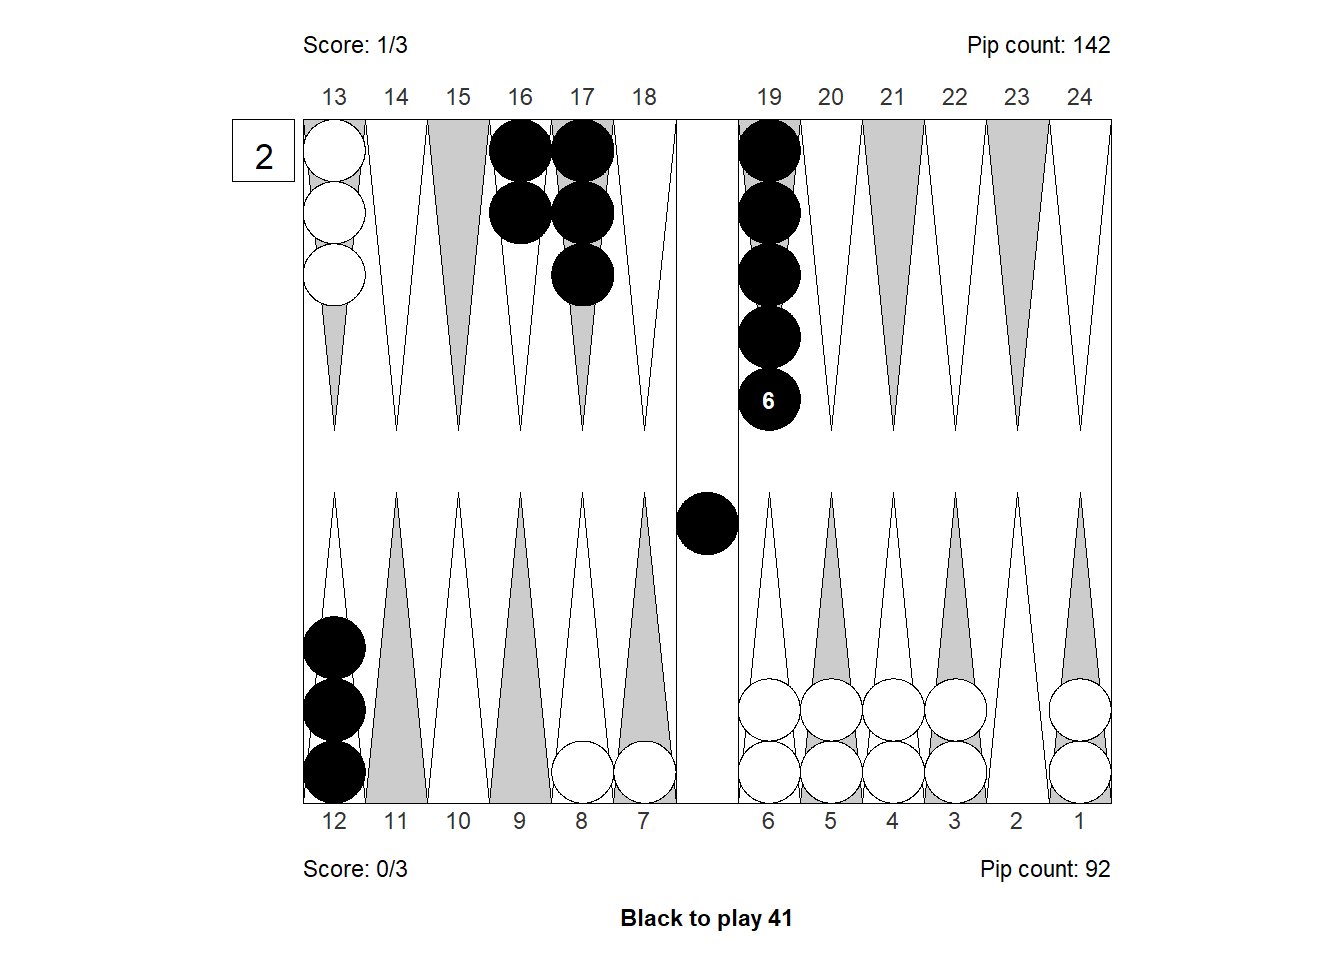 Score: 1/3 Pip count: 142
13 14 15 16 17 18 19 20 21 22 23 24
2
6
12 11 10 9 8 7 6 5 4 3 2 1
Score: 0/3 Pip count: 92
Black to play 41